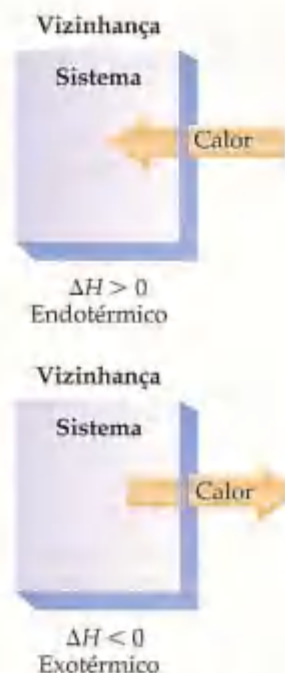 Vizinhança
Sistema
Calor
ΔH > 0
Endotérmico
Vizinhança
Sistema
Calor
ΔH < 0
Exotérmico